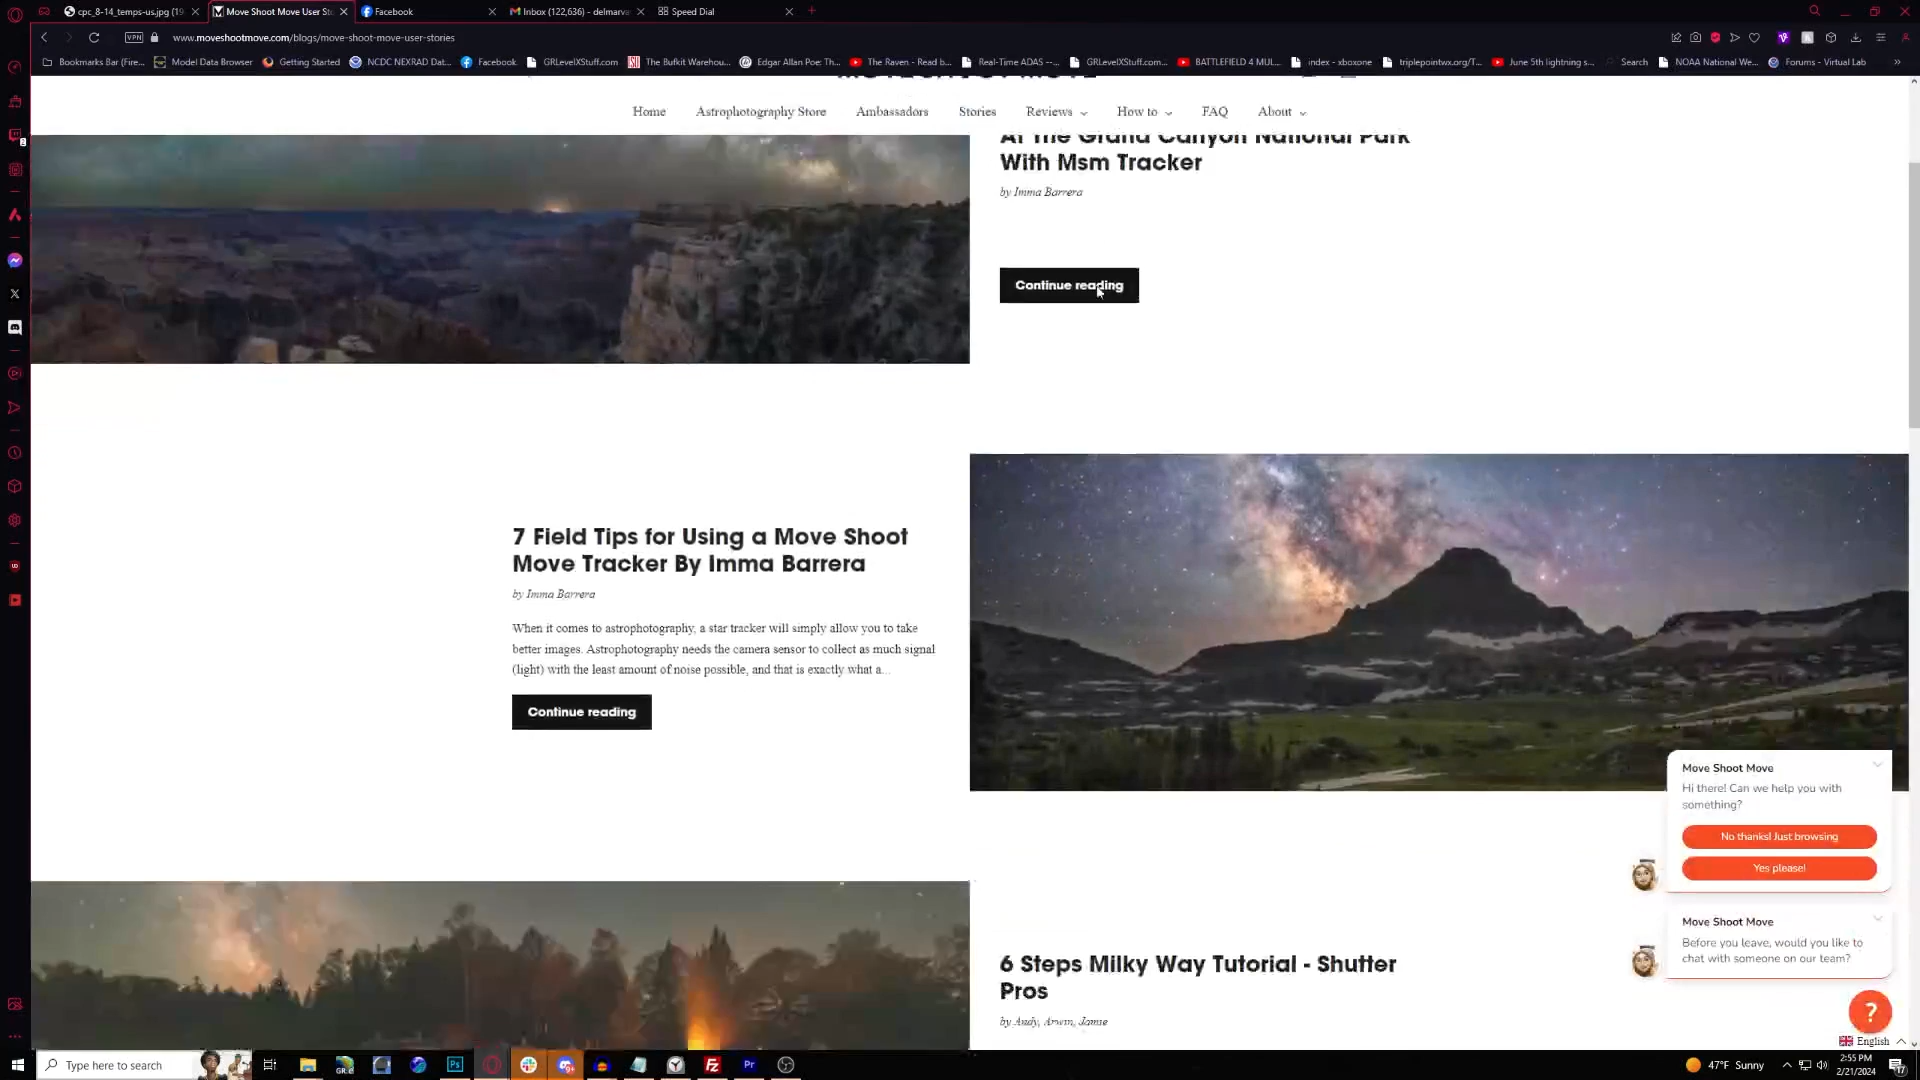 cpc_8-14_temps-us.jpg (19
Move Shoot Move User St
Facebook
Inbox (122,636) - delmarva
Speed Dial
VPN
www.moveshootmove.com/blogs/move-shoot-move-user-stories
Bookmarks Bar (Fire...
Model Data Browser
Getting Started
NCDC NEXRAD Dat...
Facebook
GRLevelXStuff.com
The Bufkit Warehou...
Edgar Allan Poe: Th...
The Raven - Read b...
Real-Time ADAS ---...
GRLevelXStuff.com...
BATTLEFIELD 4 MUL...
index - xboxone
triplepointwx.org/T...
June 5th lightning s...
Search
NOAA National We...
Forums - Virtual Lab
Home
Astrophotography Store
Ambassadors
Stories
Reviews
How to
FAQ
About
At The Grand Canyon National Park
With Msm Tracker
by Imma Barrera
Continue reading
7 Field Tips for Using a Move Shoot
Move Tracker By Imma Barrera
by Imma Barrera
When it comes to astrophotography, a star tracker will simply allow you to take
better images. Astrophotography needs the camera sensor to collect as much signal
(light) with the least amount of noise possible, and that is exactly what a...
Continue reading
6 Steps Milky Way Tutorial - Shutter
Pros
by Andy, Arwin, Jamie
Move Shoot Move
Hi there! Can we help you with
something?
No thanks! Just browsing
Yes please!
Move Shoot Move
Before you leave, would you like to
chat with someone on our team?
?
English
Type here to search
47°F Sunny
2:55 PM
2/21/2024